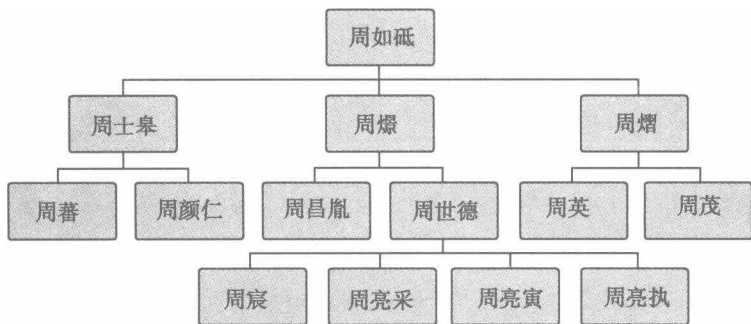 周如砥
周士皋 周燝 周熠
周蕃 周颜仁 周昌胤 周世德 周英 周茂
周宸 周亮采 周亮寅 周亮执